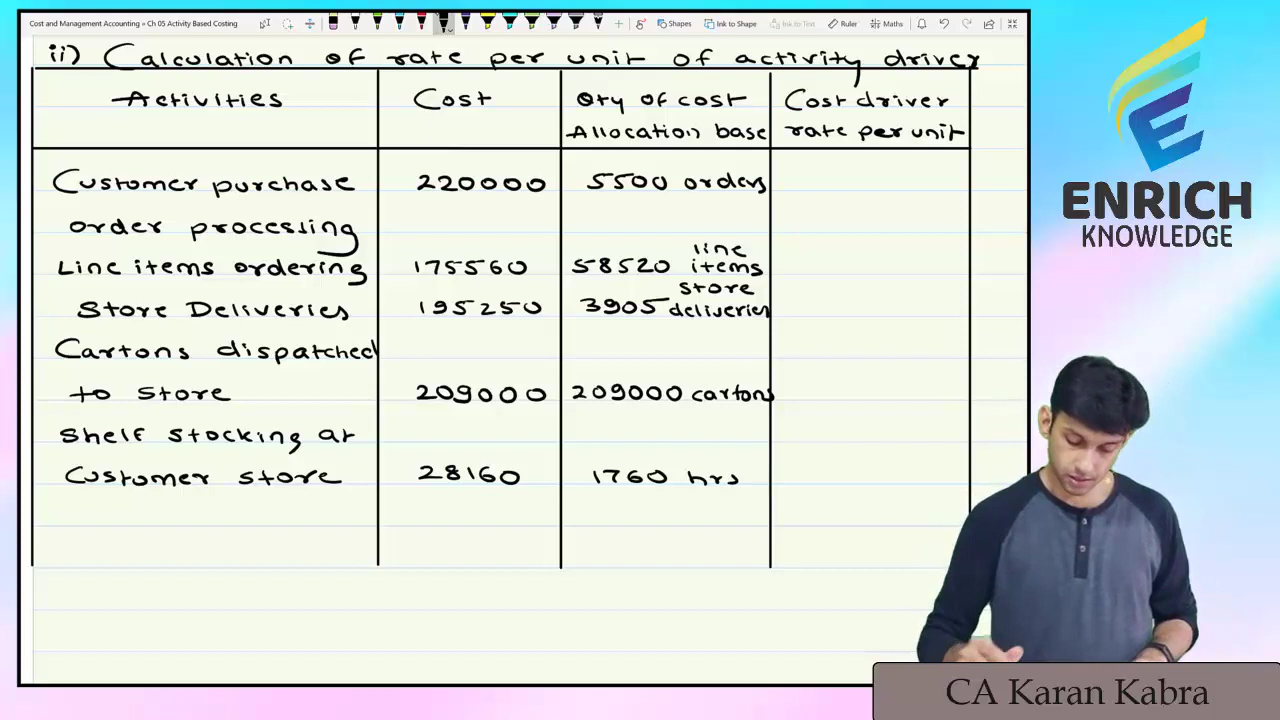 Cost and Management Accounting » Ch 05 Activity Based Costing
Shapes
Ink to Shape
Ink to Text
Ruler
Maths
ii) Calculation of rate per unit of activity driver
Activities Cost Qty of cost Allocation base Cost driver rate per unit
Customer purchase 220000 5500 orders
order processing
Line items ordering 175560 58520 line items
Store Deliveries 195250 3905 store deliveries
Cartons dispatched
to store 209000 209000 cartons
Shelf stocking at
Customer store 28160 1760 hrs
ENRICH
KNOWLEDGE
CA Karan Kabra